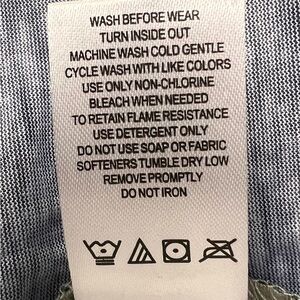 WASH BEFORE WEAR
TURN INSIDE OUT
MACHINE WASH COLD GENTLE
CYCLE WASH WITH LIKE COLORS
USE ONLY NON-CHLORINE
BLEACH WHEN NEEDED
TO RETAIN FLAME RESISTANCE
USE DETERGENT ONLY
DO NOT USE SOAP OR FABRIC
SOFTENERS TUMBLE DRY LOW
REMOVE PROMPTLY
DO NOT IRON